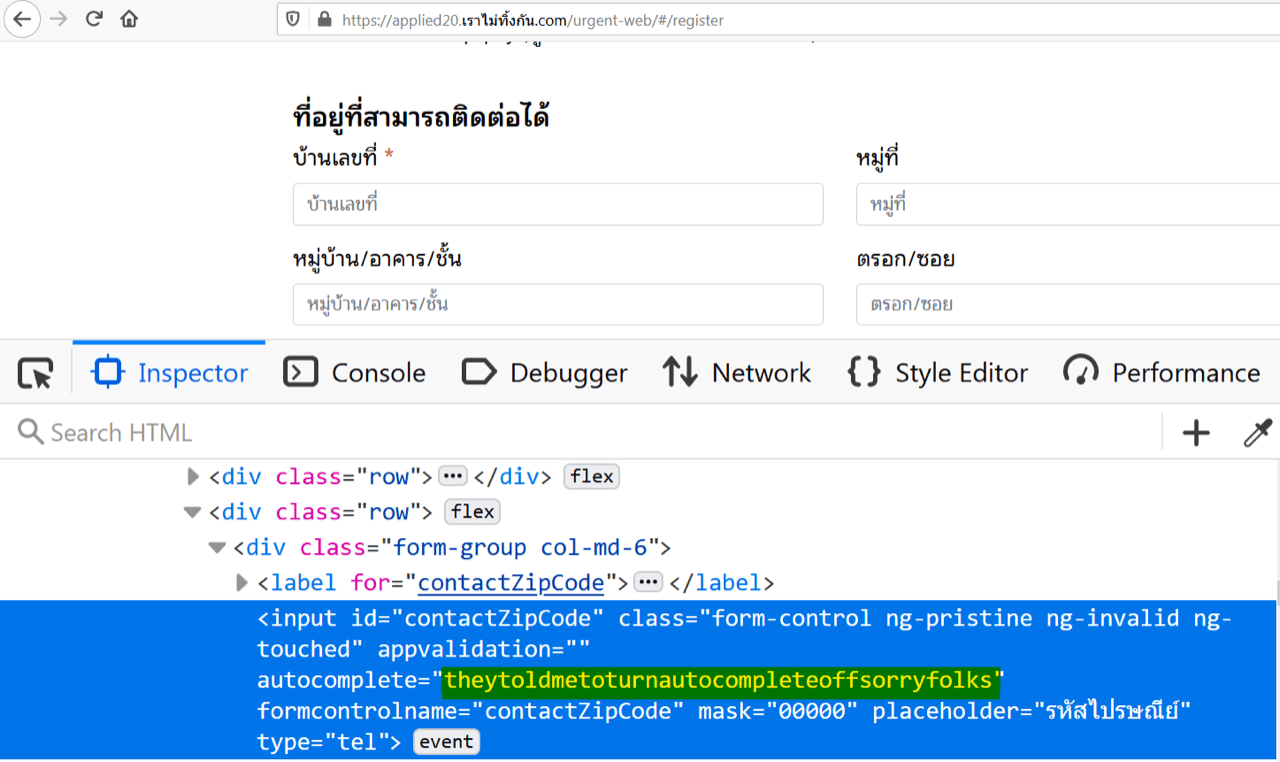 https://applied20.เราไม่ทิ้งกัน.com/urgent-web/#/register
ที่อยู่ที่สามารถติดต่อได้
บ้านเลขที่ * หมู่ที่
บ้านเลขที่ หมู่ที่
หมู่บ้าน/อาคาร/ชั้น ตรอก/ซอย
หมู่บ้าน/อาคาร/ชั้น ตรอก/ซอย
Inspector Console Debugger Network Style Editor Performance
Search HTML
<div class="row"> ••• </div> flex
<div class="row"> flex
<div class="form-group col-md-6">
<label for="contactZipCode"> ••• </label>
<input id="contactZipCode" class="form-control ng-pristine ng-invalid ng-
touched" appvalidation=""
autocomplete="theytoldmetoturnautocompleteoffsorryfolks"
formcontrolname="contactZipCode" mask="00000" placeholder="รหัสไปรษณีย์"
type="tel"> event